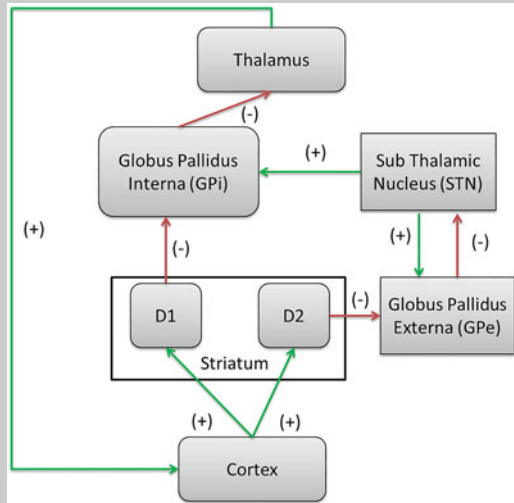 Thalamus
(-)
Globus Pallidus
Interna (GPi)
(+)
Sub Thalamic
Nucleus (STN)
(+)
(-)
(+)
(-)
D1
D2
(-)
Globus Pallidus
Externa (GPe)
Striatum
(+)
(+)
Cortex